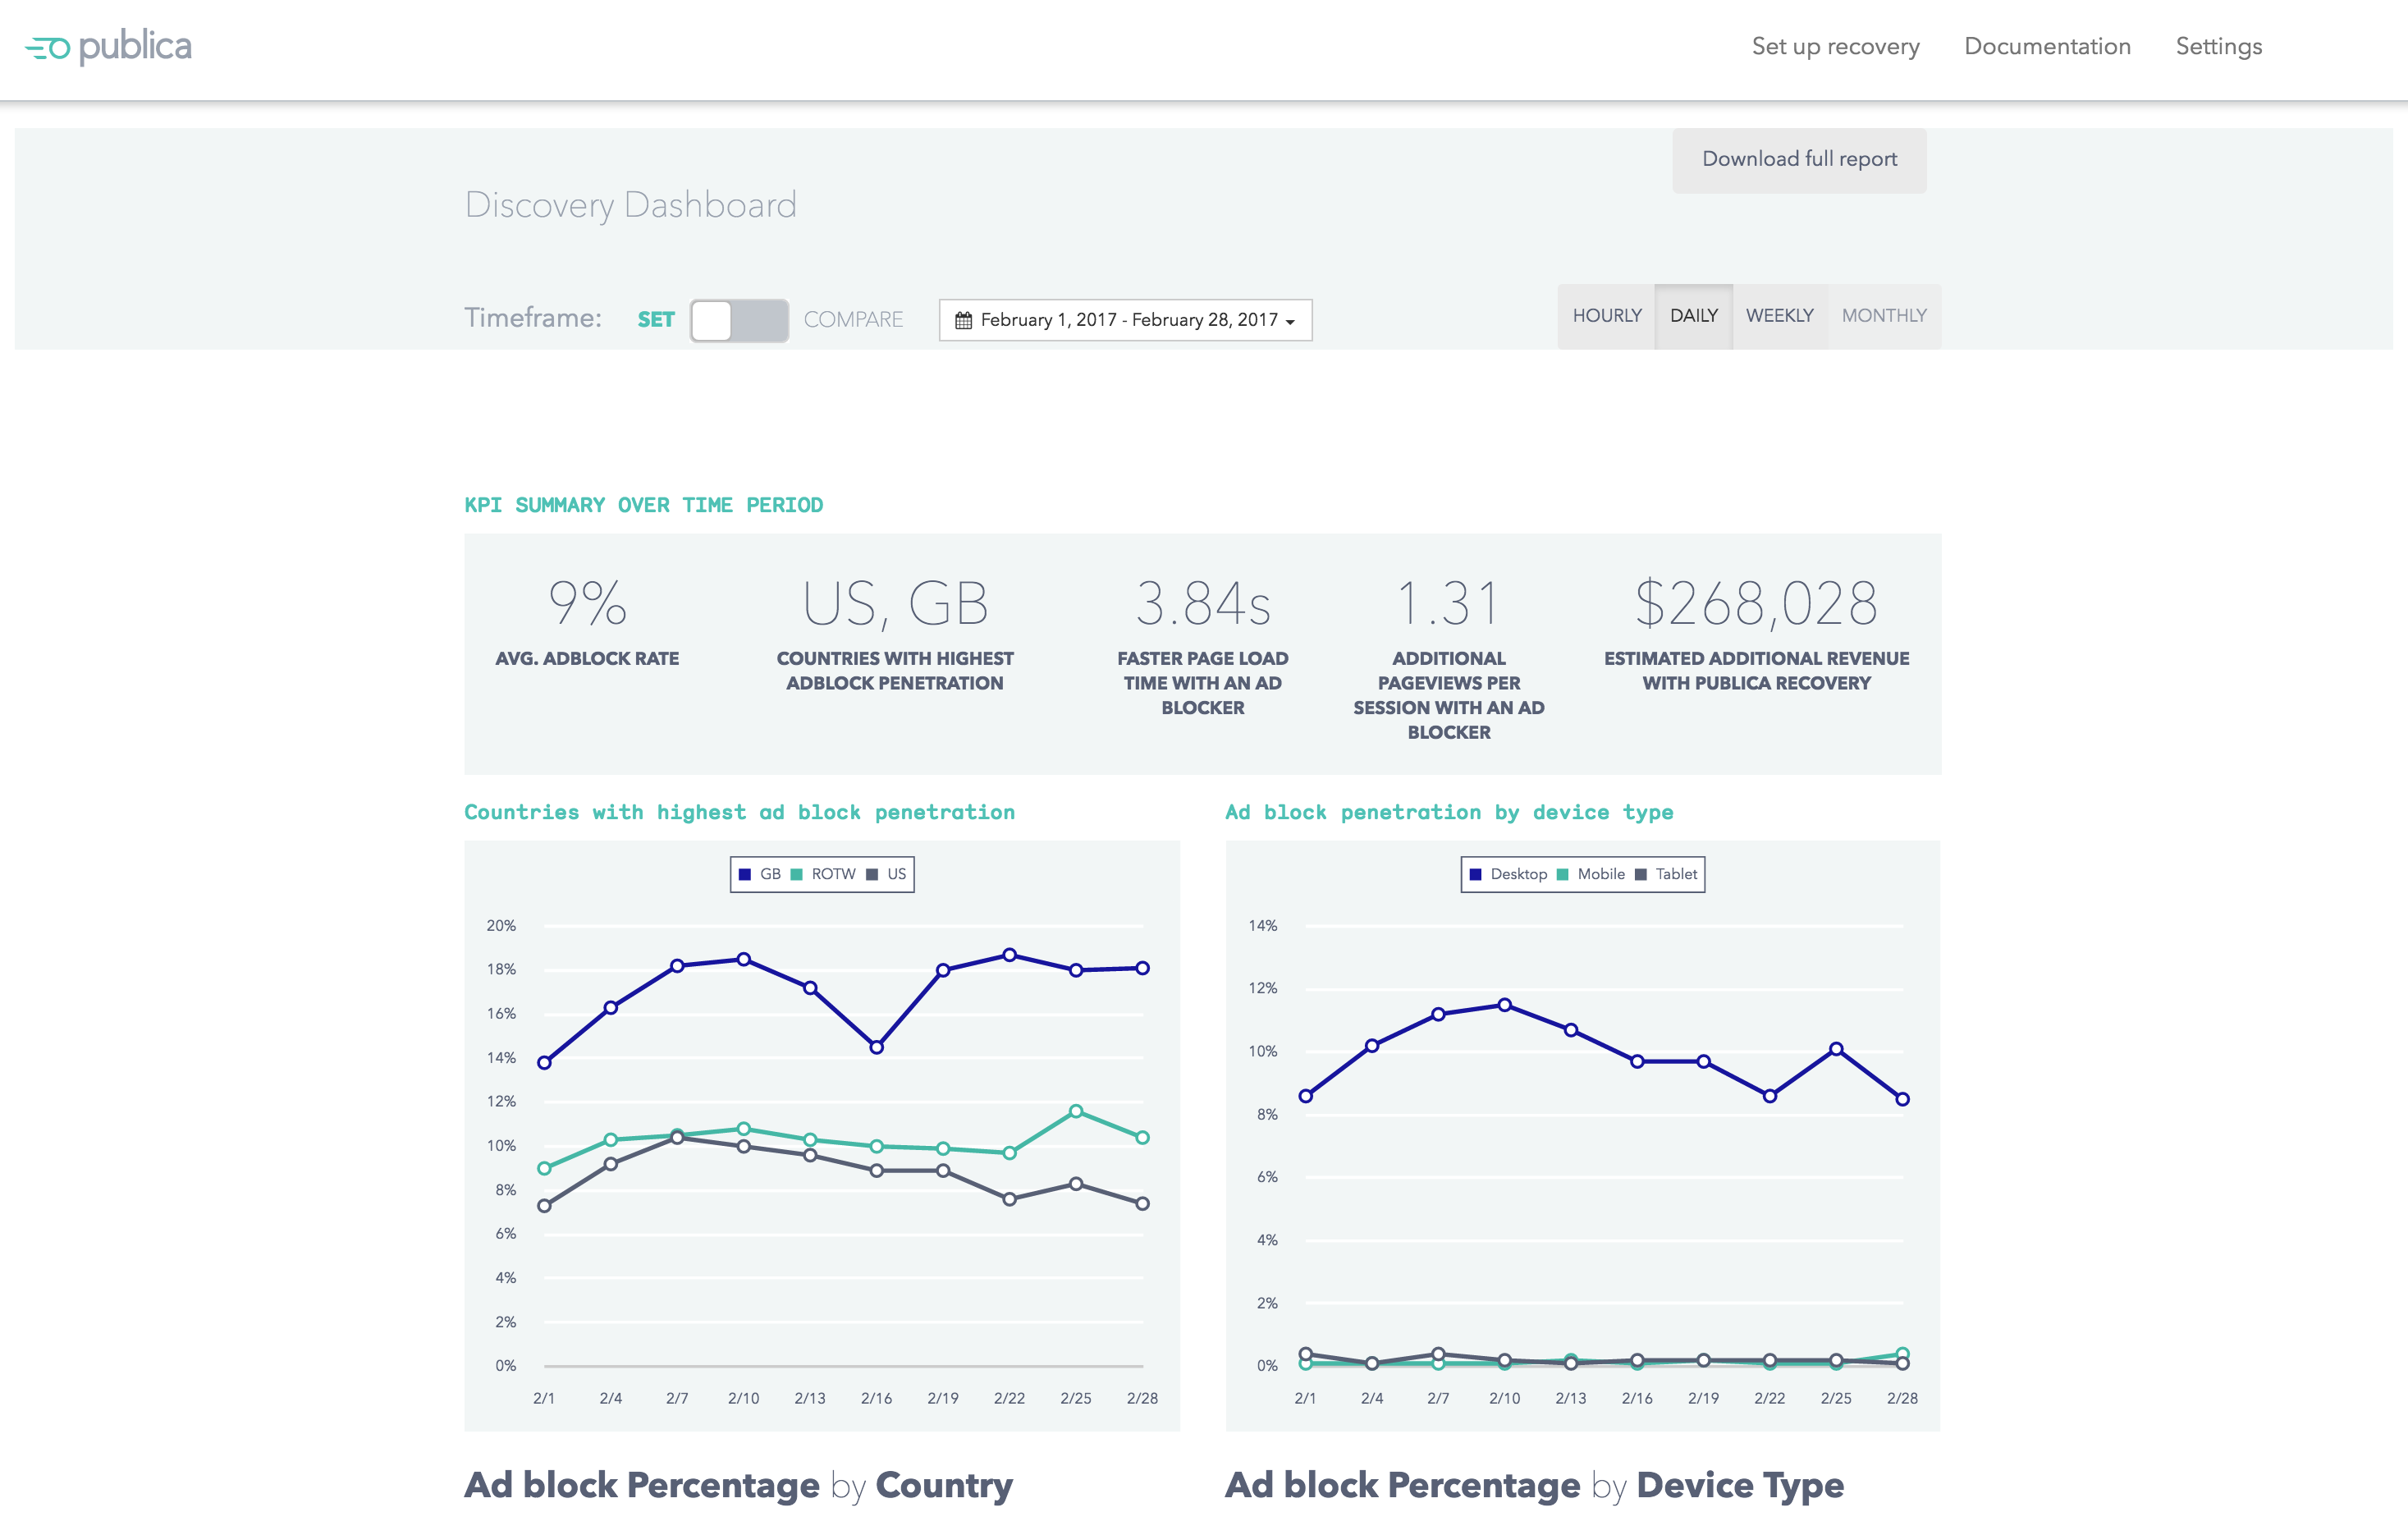 publica
Set up recovery Documentation Settings
Download full report
Discovery Dashboard
Timeframe: SET COMPARE February 1, 2017 - February 28, 2017 HOURLY DAILY WEEKLY MONTHLY
KPI SUMMARY OVER TIME PERIOD
9%
AVG. ADBLOCK RATE
US, GB
COUNTRIES WITH HIGHEST
ADBLOCK PENETRATION
3.84s
FASTER PAGE LOAD
TIME WITH AN AD
BLOCKER
1.31
ADDITIONAL
PAGEVIEWS PER
SESSION WITH AN AD
BLOCKER
$268,028
ESTIMATED ADDITIONAL REVENUE
WITH PUBLICA RECOVERY
Countries with highest ad block penetration
GB ROTW US
20%
18%
16%
14%
12%
10%
8%
6%
4%
2%
0%
2/1 2/4 2/7 2/10 2/13 2/16 2/19 2/22 2/25 2/28
Ad block Percentage by Country
Ad block penetration by device type
Desktop Mobile Tablet
14%
12%
10%
8%
6%
4%
2%
0%
2/1 2/4 2/7 2/10 2/13 2/16 2/19 2/22 2/25 2/28
Ad block Percentage by Device Type